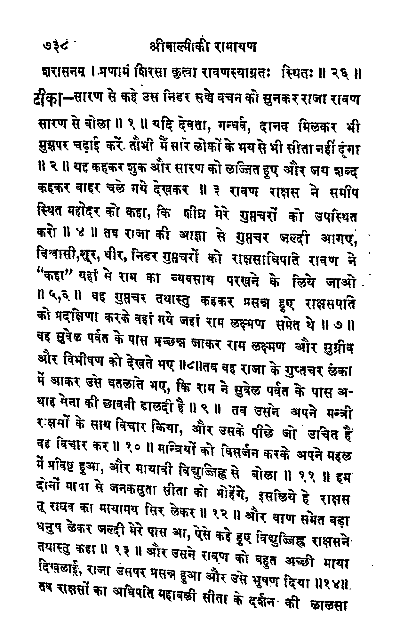 ७३८ श्रीवाल्मीकी रामायण
शरासनम् । प्रणामं शिरसा कृत्वा रावणस्याग्रतः स्थितः ॥ २६ ॥
टीका—सारण से कहे उस निडर सच्चे वचन को सुनकर राजा रावण
सारण से बोला ॥ १ ॥ यदि देवता, गन्धर्व, दानव मिलकर भी
मुझपर चढ़ाई करें. तौभी मैं सारे लोकों के भय से भी सीता नहीं दूंगा
॥ २ ॥ यह कहकर शुक और सारण को लज्जित हुए और जय शब्द
कहकर बाहर चले गये देखकर ॥ ३ रावण राक्षस ने समीप
स्थित महोदर को कहा, कि शीघ्र मेरे गुप्तचरों को उपस्थित
करो ॥ ४ ॥ तब राजा की आज्ञा से गुप्तचर जल्दी आगए,
विश्वासी,शूर, धीर, निडर गुप्तचरों को राक्षसाधिपाति रावण ने
“कहा” यहां मे राम का व्यवसाय परखने के लिये जाओ
॥ ५,६ ॥ वह गुप्तचर तथास्तु कहकर प्रसन्न हुए राक्षसपति
को प्रदक्षिणा करके वहां गये जहां राम लक्ष्मण समेत थे ॥ ७ ॥
वह सुवेल पर्वत के पास प्रच्छन्न जाकर राम लक्ष्मण और सुग्रीव
और विभीषण को देखते भए ॥८॥तब वह राजा के गुप्तचर लंका
में आकर उसे बतलाते भए, कि राम ने सुवेल पर्वत के पास अ-
थाह सेना की छावनी डालदी है ॥ ९ ॥ तब उसने अपने मन्त्री
राक्षसों के साथ विचार किया, और उसके पीछे जो उचित है
वह विचार कर ॥ १० ॥ मन्त्रियों को विसर्जन करके अपने महल
में प्रविष्ट हुआ, और मायावी विद्युज्जिह्व से बोला ॥ ११ ॥ हम
दोनों माया से जनकसुता सीता को मोहेंगे, इसलिये हे राक्षस
तू राघव का मायामय सिर लेकर ॥ १२ ॥ और बाण समेत बड़ा
धनुष लेकर जल्दी मेरे पास आ, ऐसे कहे हुए विद्युज्जिह्व राक्षसने
तथास्तु कहा ॥ १३ ॥ और उसने रावण को बहुत अच्छी माया
दिखलाई, राजा उसपर प्रसन्न हुआ और उसे भूषण दिया ॥१४॥
तब राक्षसों का अधिपति महाबली सीता के दर्शन की लालसा